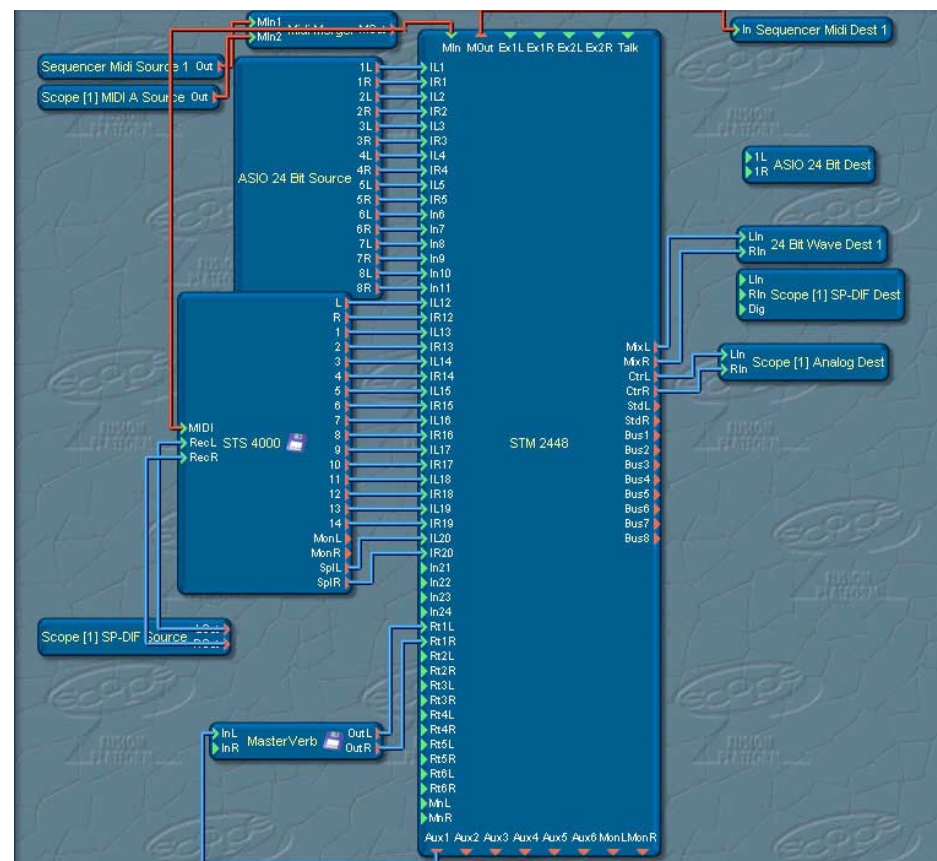 MIn1
MIn2 Midi Merger MOut
In Sequencer Midi Dest 1
MIn MOut Ex1L Ex1R Ex2L Ex2R Talk
Sequencer Midi Source 1 Out
Scope [1] MIDI A Source Out
ASIO 24 Bit Source
1L
1R
2L
2R
3L
3R
4L
4R
5L
5R
6L
6R
7L
7R
8L
8R
STS 4000
MIDI
RecL
RecR
L
R
1
2
3
4
5
6
7
8
9
10
11
12
13
14
MonL
MonR
SplL
SplR
Scope [1] SP-DIF Source
MasterVerb
InL
InR
OutL
OutR
STM 2448
IL1
IR1
IL2
IR2
IL3
IR3
IL4
IR4
IL5
IR5
In6
In7
In8
In9
In10
In11
IL12
IR12
IL13
IR13
IL14
IR14
IL15
IR15
IL16
IR16
IL17
IR17
IL18
IR18
IL19
IR19
IL20
IR20
In21
In22
In23
In24
Rt1L
Rt1R
Rt2L
Rt2R
Rt3L
Rt3R
Rt4L
Rt4R
Rt5L
Rt5R
Rt6L
Rt6R
MnL
MnR
MixL
MixR
CtrL
CtrR
StdL
StdR
Bus1
Bus2
Bus3
Bus4
Bus5
Bus6
Bus7
Bus8
Aux1 Aux2 Aux3 Aux4 Aux5 Aux6 MonL MonR
1L
1R
ASIO 24 Bit Dest
LIn
RIn
24 Bit Wave Dest 1
LIn
RIn Scope [1] SP-DIF Dest
Dig
LIn
RIn
Scope [1] Analog Dest
scope
FUSION
PLATFORM